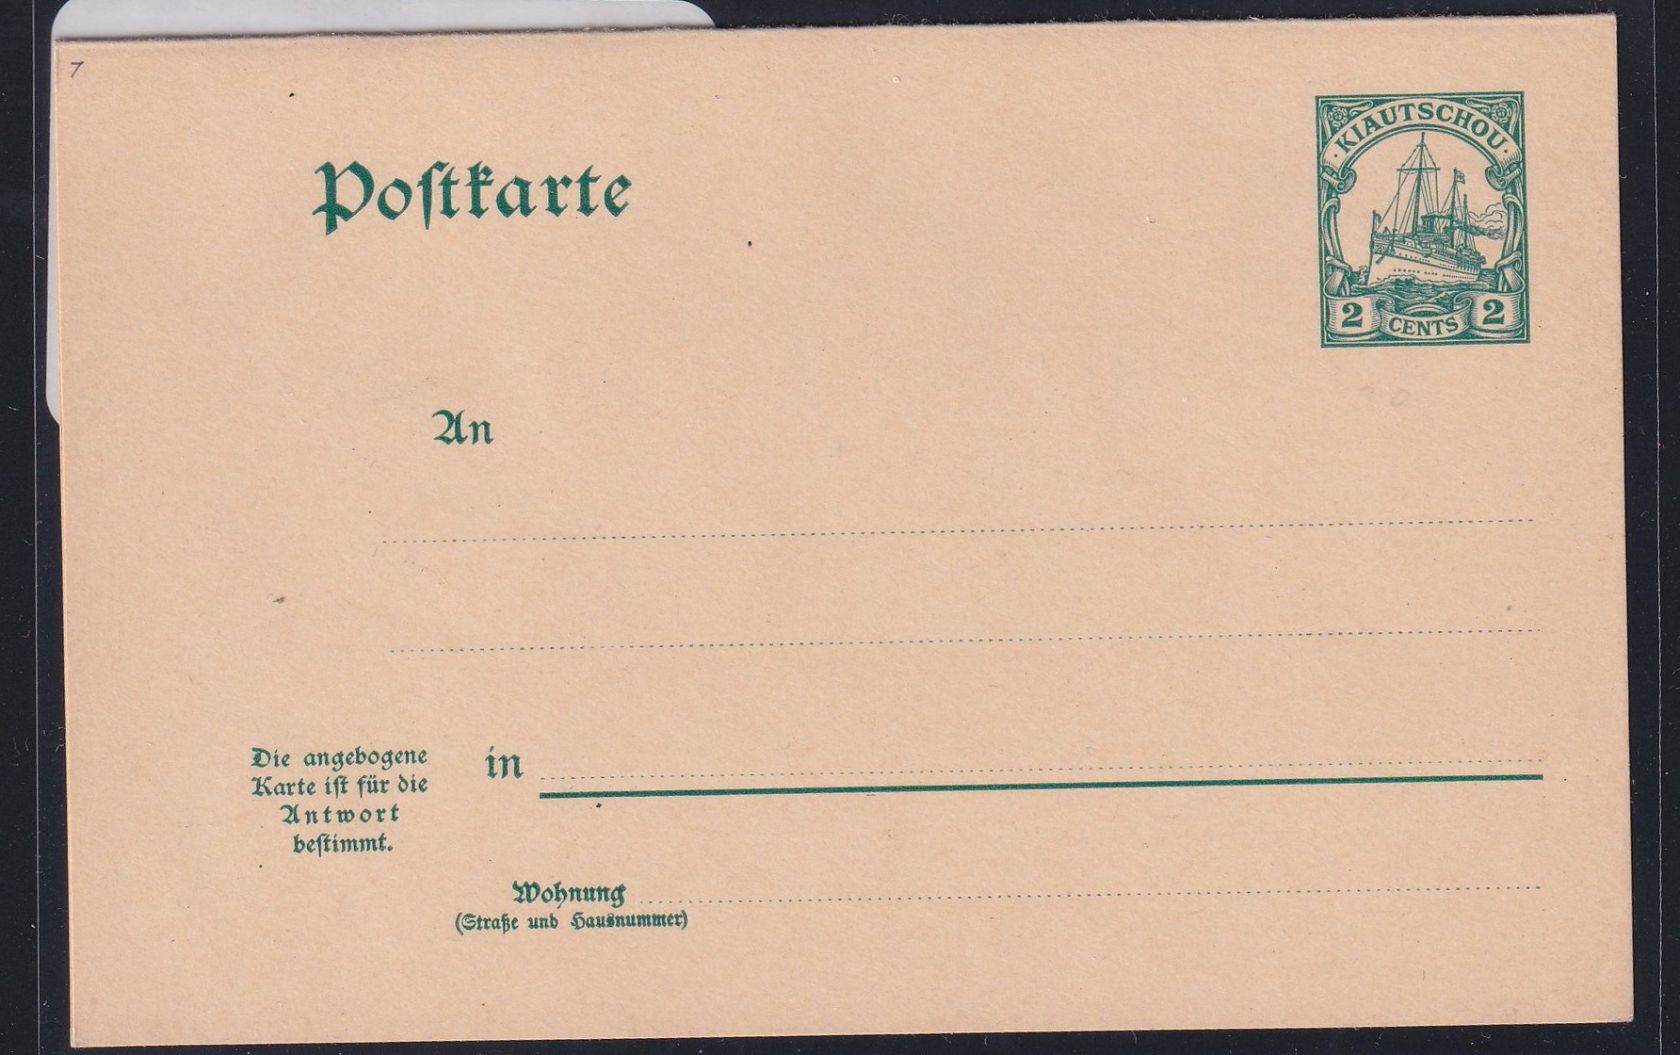 7
· KIAUTSCHOU ·
Poſtkarte
2 CENTS 2
An
in
Die angebogene
Karte iſt für die
Antwort
beſtimmt.
Wohnung
(Straße und Hausnummer)